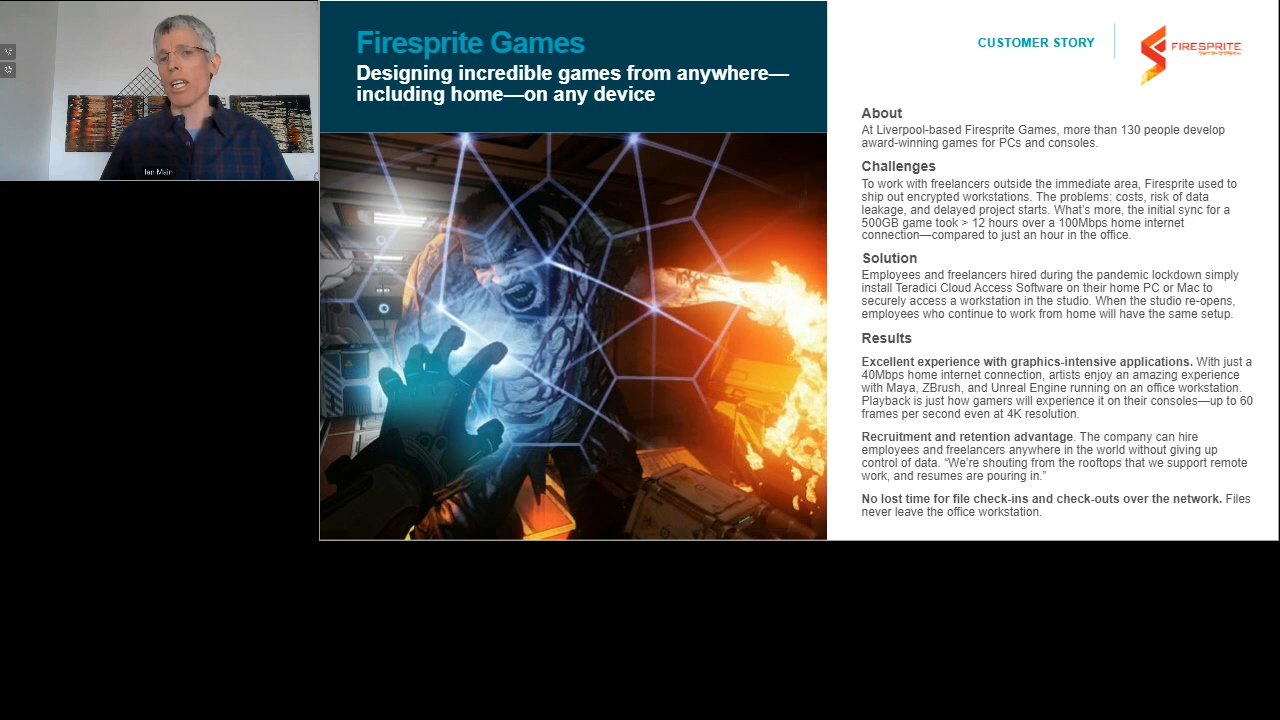 Ian Main
Firesprite Games
Designing incredible games from anywhere—
including home—on any device
CUSTOMER STORY
FIRESPRITE
About
At Liverpool-based Firesprite Games, more than 130 people develop
award-winning games for PCs and consoles.
Challenges
To work with freelancers outside the immediate area, Firesprite used to
ship out encrypted workstations. The problems: costs, risk of data
leakage, and delayed project starts. What's more, the initial sync for a
500GB game took > 12 hours over a 100Mbps home internet
connection—compared to just an hour in the office.
Solution
Employees and freelancers hired during the pandemic lockdown simply
install Teradici Cloud Access Software on their home PC or Mac to
securely access a workstation in the studio. When the studio re-opens,
employees who continue to work from home will have the same setup.
Results
Excellent experience with graphics-intensive applications. With just a
40Mbps home internet connection, artists enjoy an amazing experience
with Maya, ZBrush, and Unreal Engine running on an office workstation.
Playback is just how gamers will experience it on their consoles—up to 60
frames per second even at 4K resolution.
Recruitment and retention advantage. The company can hire
employees and freelancers anywhere in the world without giving up
control of data. “We’re shouting from the rooftops that we support remote
work, and resumes are pouring in.”
No lost time for file check-ins and check-outs over the network. Files
never leave the office workstation.